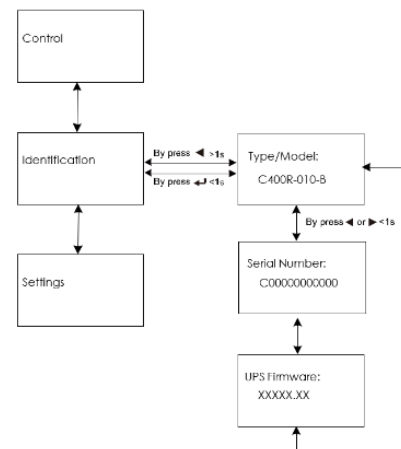 Control
Identification
By press ◀ >1s
By press ↵ <1s
Type/Model:
C400R-010-B
By press ◀ or ▶ <1s
Settings
Serial Number:
C00000000000
UPS Firmware:
XXXXX.XX